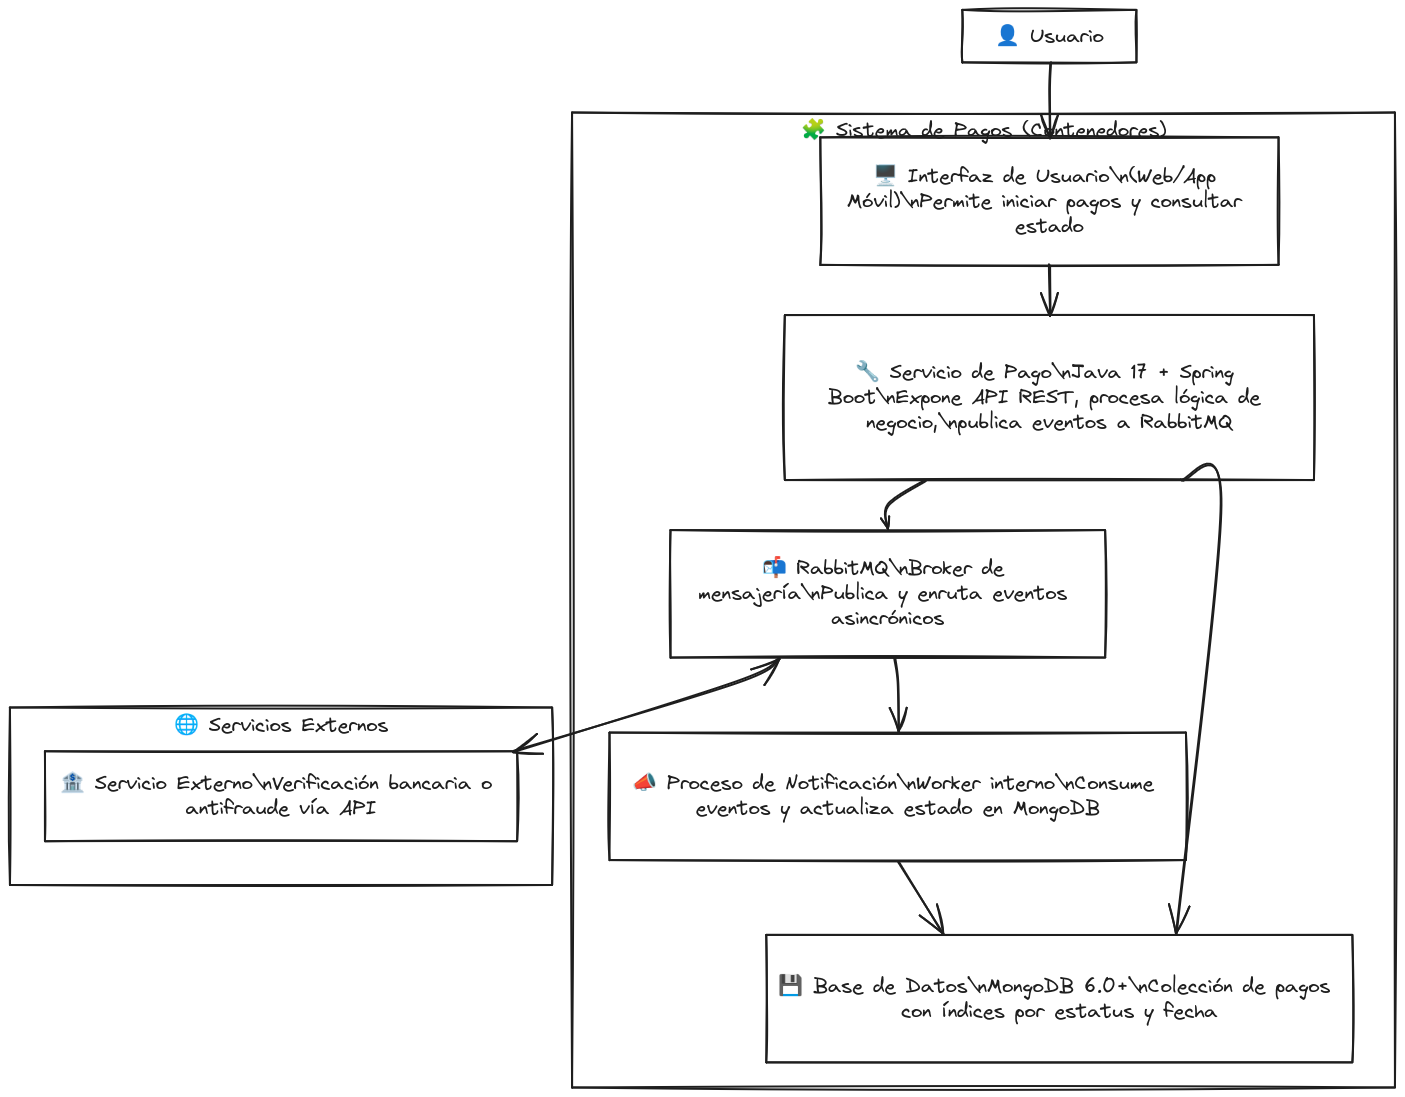 👤 Usuario
🧩 Sistema de Pagos (Contenedores)
🖥️ Interfaz de Usuario\n(Web/App
Móvil)\nPermite iniciar pagos y consultar
estado
🔧 Servicio de Pago\nJava 17 + Spring
Boot\nExpone API REST, procesa lógica de
negocio,\npublica eventos a RabbitMQ
📬 RabbitMQ\nBroker de
mensajería\nPublica y enruta eventos
asincrónicos
🌐 Servicios Externos
🏦 Servicio Externo\nVerificación bancaria o
antifraude vía API
📣 Proceso de Notificación\nWorker interno\nConsume
eventos y actualiza estado en MongoDB
💾 Base de Datos\nMongoDB 6.0+\nColección de pagos
con índices por estatus y fecha